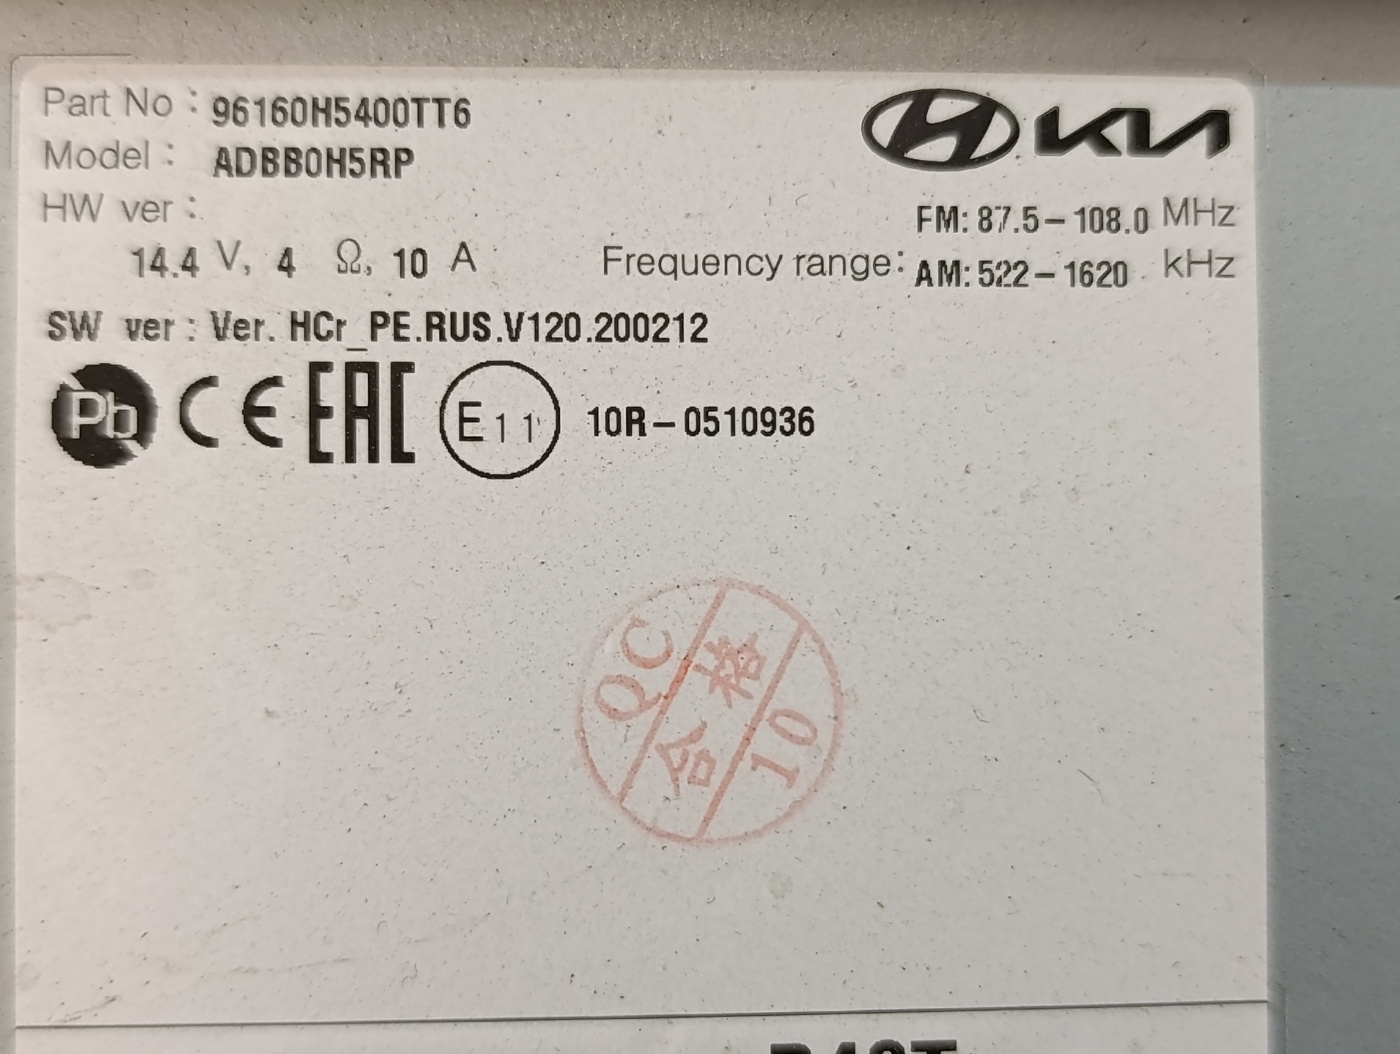 Part No : 96160H5400TT6
Model : ADBB0H5RP
HW ver :
14.4 V, 4 Ω, 10 A
KIA
FM: 87.5 – 108.0 MHz
Frequency range: AM: 522 – 1620 kHz
SW ver : Ver. HCr_PE.RUS.V120.200212
Pb CE EAC E11 10R – 0510936
QC
合格
10